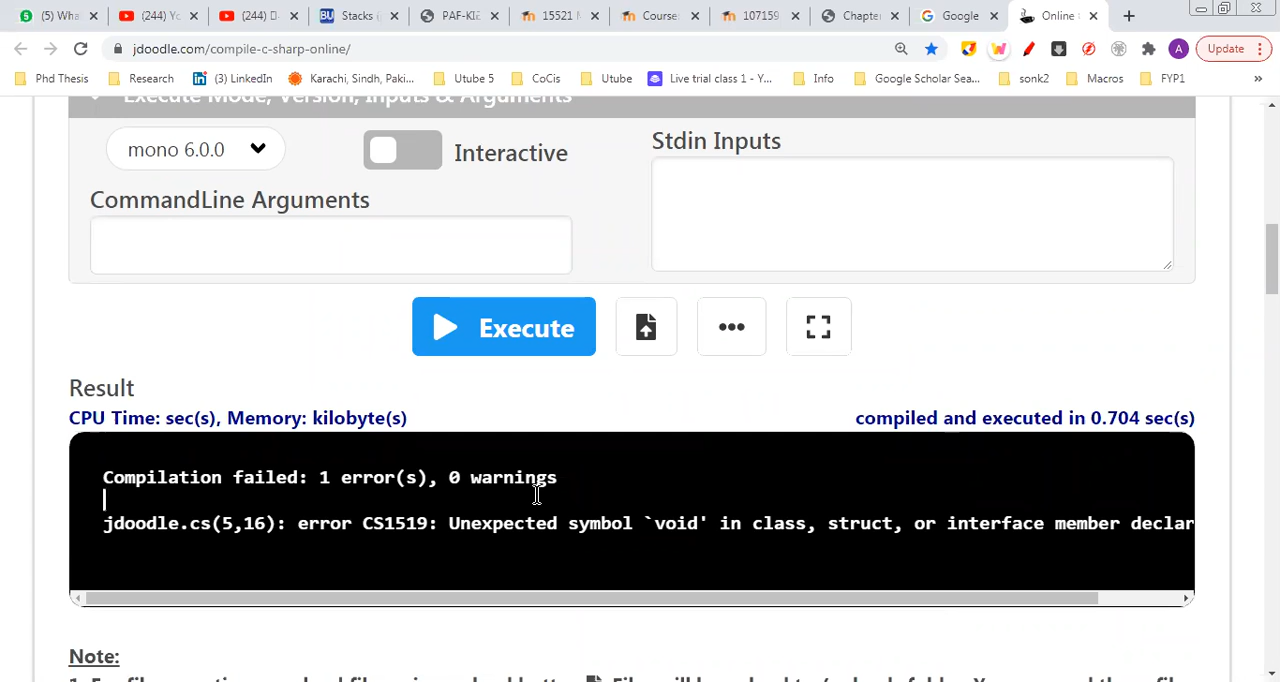 (5) Wha
(244) Yo
(244) D
Stacks
PAF-KIE
15521 M
Course
107159
Chapte
Google
Online
jdoodle.com/compile-c-sharp-online/
A
Update
Phd Thesis
Research
(3) LinkedIn
Karachi, Sindh, Paki...
Utube 5
CoCis
Utube
Live trial class 1 - Y...
Info
Google Scholar Sea...
sonk2
Macros
FYP1
»
Execute Mode, Version, Inputs & Arguments
mono 6.0.0
Interactive
Stdin Inputs
CommandLine Arguments
Execute
Result
CPU Time: sec(s), Memory: kilobyte(s)
compiled and executed in 0.704 sec(s)
Compilation failed: 1 error(s), 0 warnings
jdoodle.cs(5,16): error CS1519: Unexpected symbol `void' in class, struct, or interface member declar
Note: